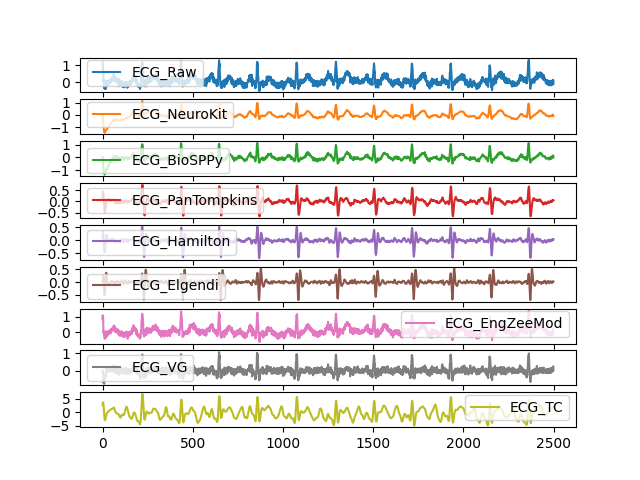 1
0
ECG_Raw
1
0
−1
ECG_NeuroKit
1
0
−1
ECG_BioSPPy
0.5
0.0
−0.5
ECG_PanTompkins
0.5
0.0
−0.5
ECG_Hamilton
0.5
0.0
−0.5
ECG_Elgendi
1
0
ECG_EngZeeMod
1
0
ECG_VG
5
0
−5
ECG_TC
0 500 1000 1500 2000 2500